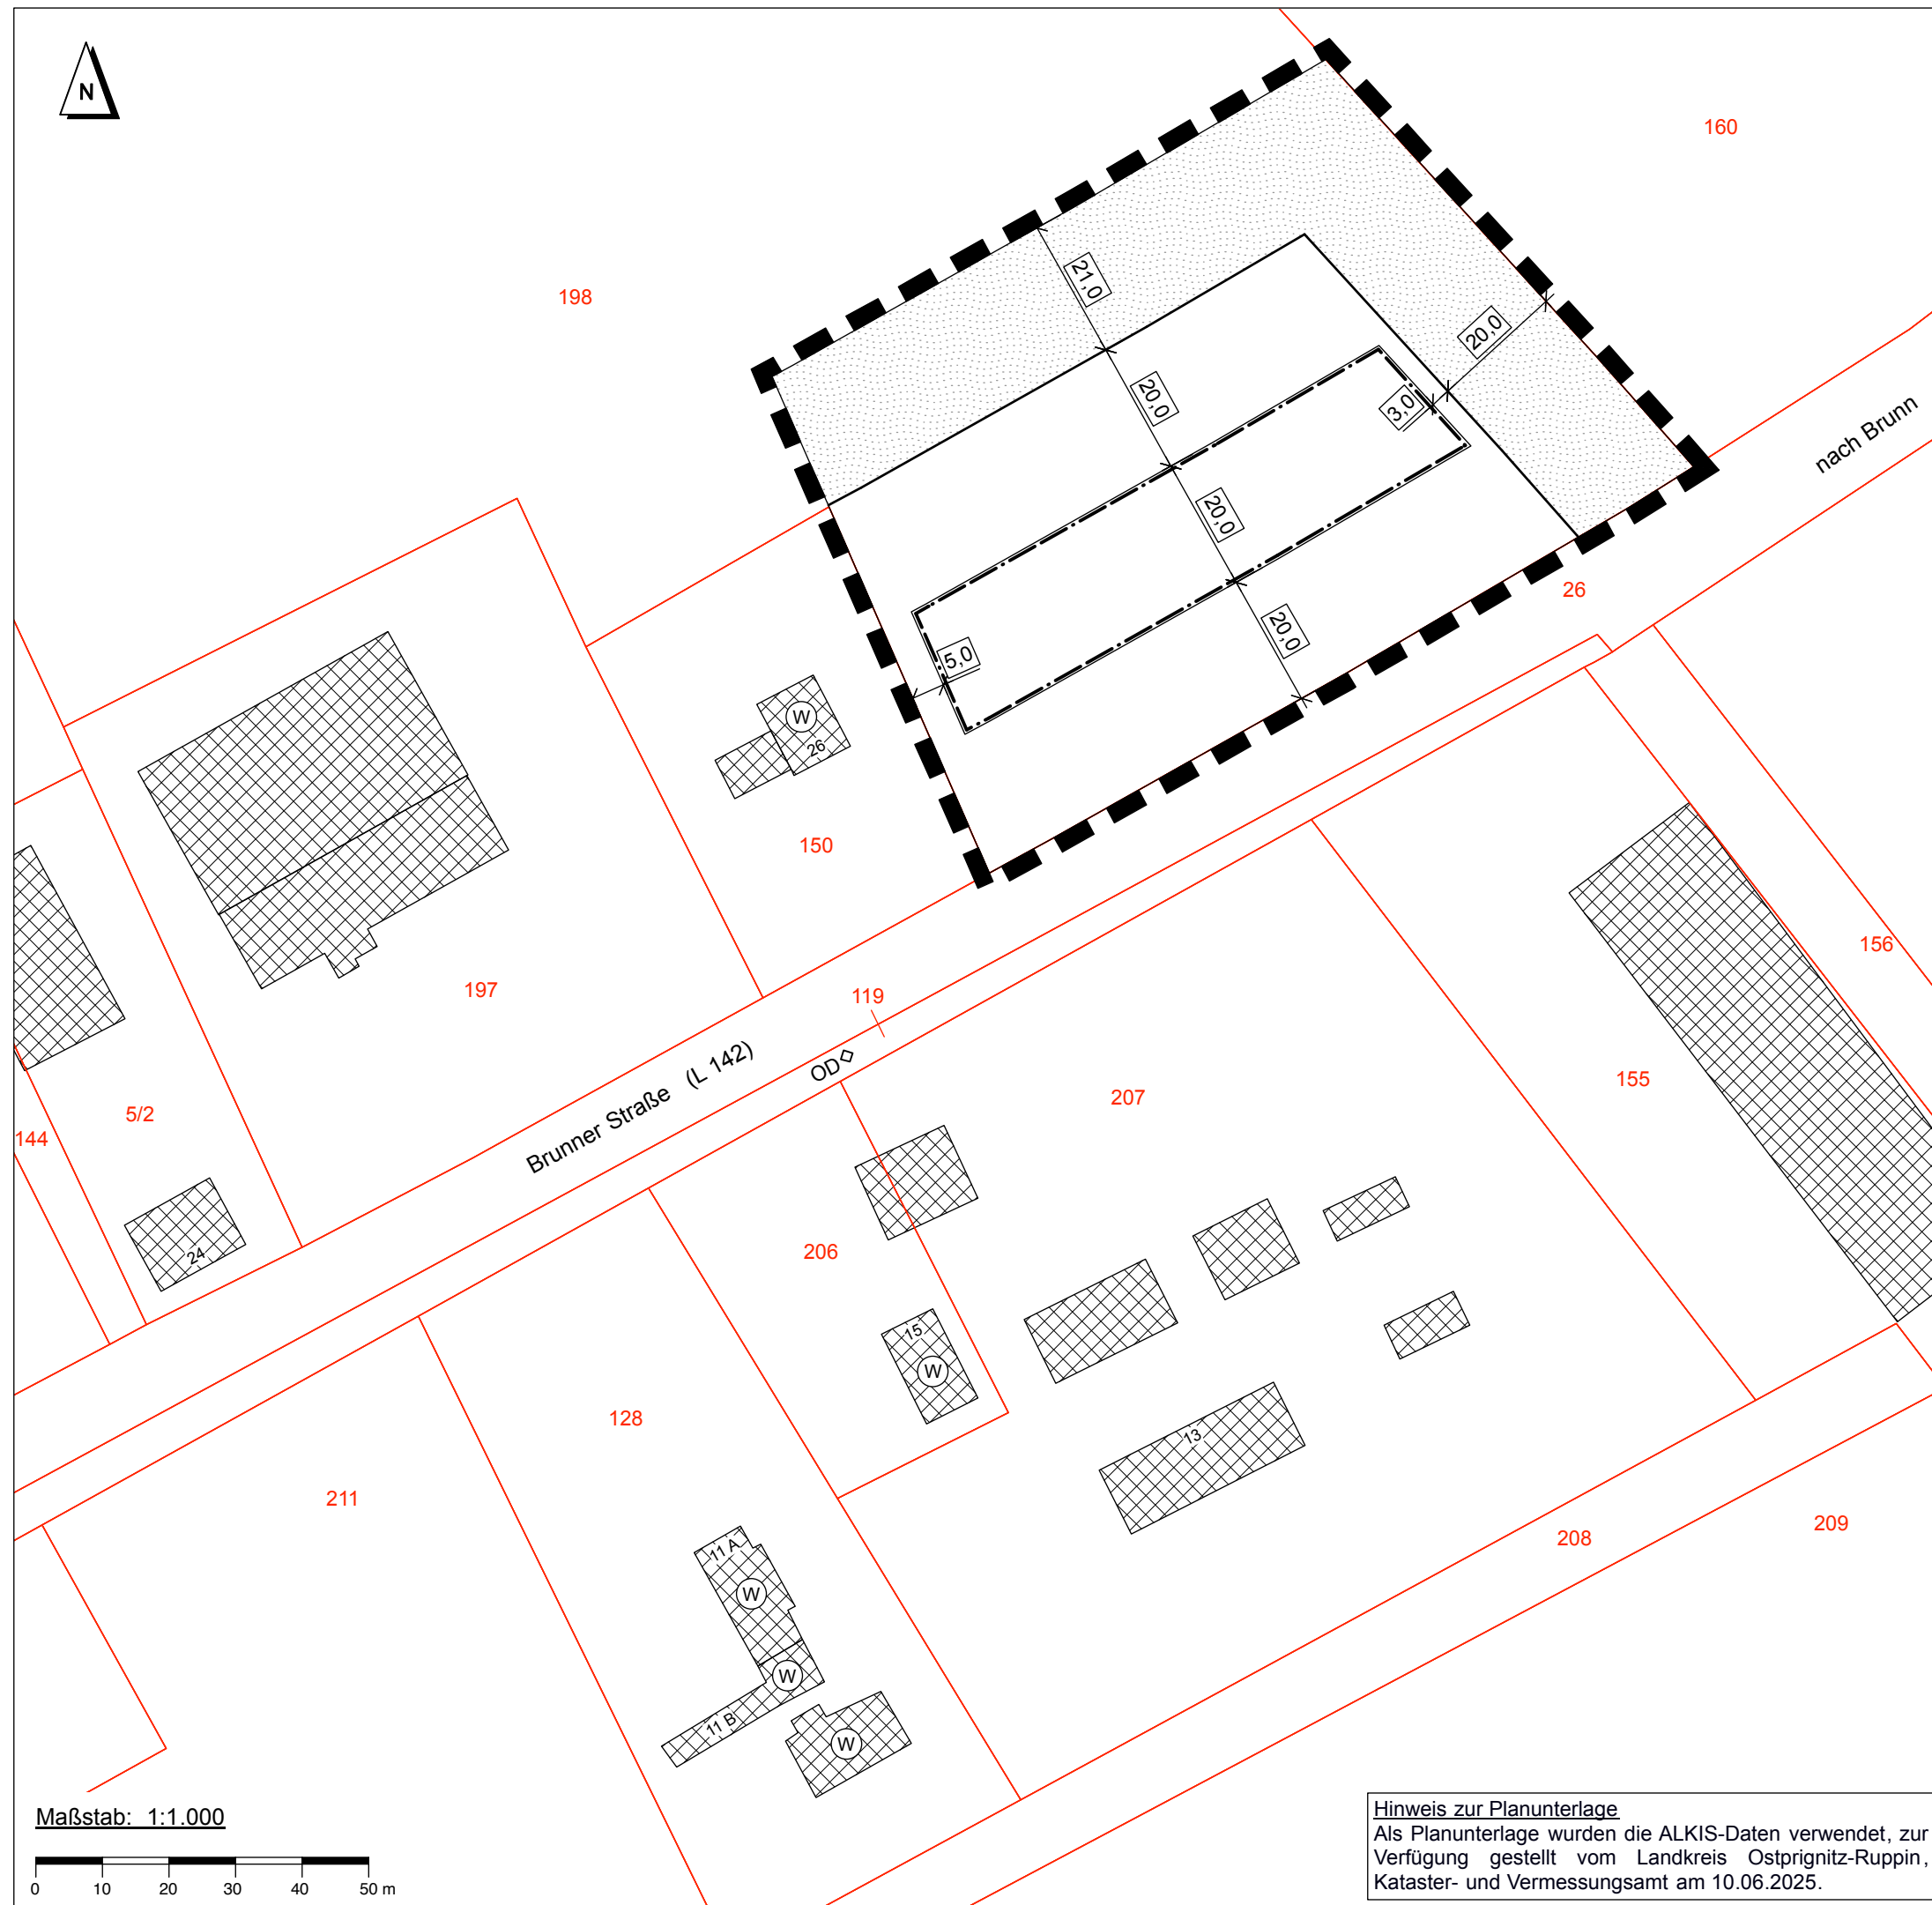 N
160
198
21,0
20,0
20,0
3,0
nach Brunn
20,0
26
20,0
5,0
W
26
150
197
119
156
Brunner Straße (L 142)
OD
5/2
144
207
155
24
206
15
W
128
13
211
208
209
11 A
W
W
11 B
W
Maßstab: 1:1.000
0 10 20 30 40 50 m
Hinweis zur Planunterlage
Als Planunterlage wurden die ALKIS-Daten verwendet, zur
Verfügung gestellt vom Landkreis Ostprignitz-Ruppin,
Kataster- und Vermessungsamt am 10.06.2025.